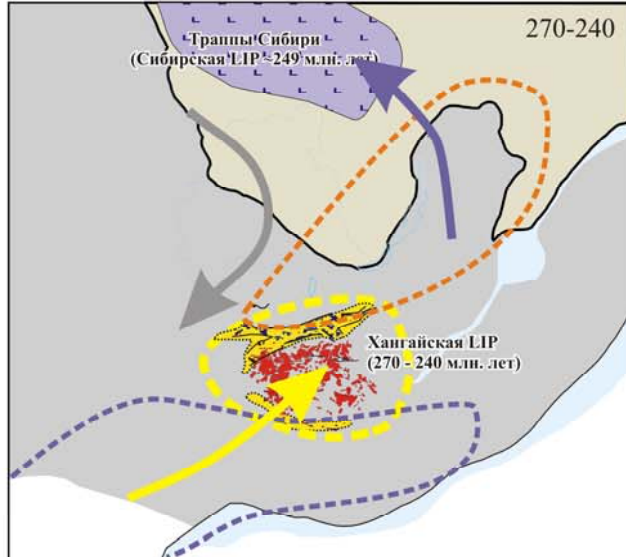 270-240
Траппы Сибири
(Сибирская LIP ~249 млн. лет)
Хангайская LIP
(270 - 240 млн. лет)